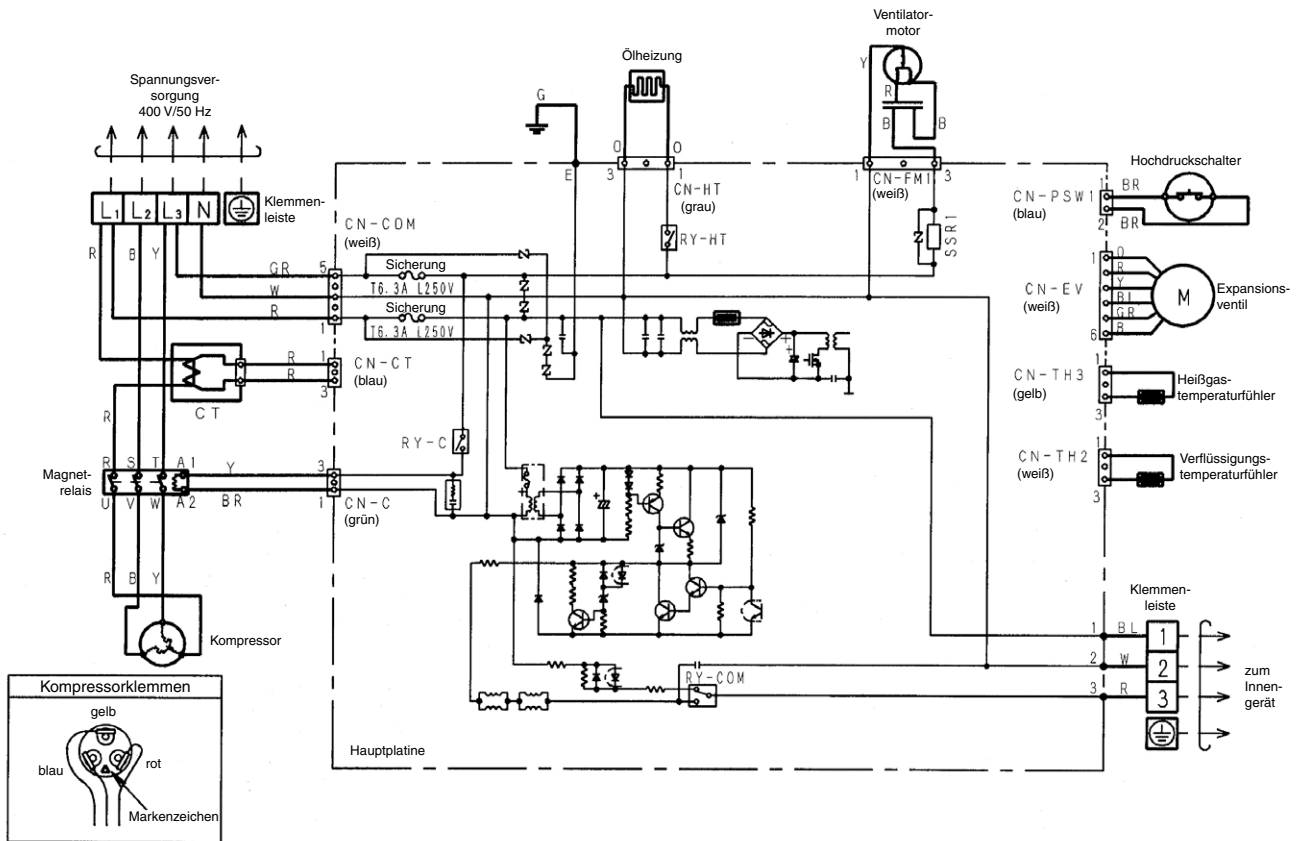 Ventilator-
motor
Ölheizung
Spannungsver-
sorgung
400 V/50 Hz
Y
R
B
B
G
O
O
3
1
E
CN-HT
(grau)
1
CN-FM1
3
(weiß)
Hochdruckschalter
CN-PSW1
(blau)
1
BR
2
BR
L1
L2
L3
N
Klemmen-
leiste
CN-COM
(weiß)
RY-HT
SSR1
R
B
Y
GR
5
W
R
1
Sicherung
T6.3A L250V
Sicherung
T6.3A L250V
CN-EV
(weiß)
1
O
R
Y
BL
GR
6
B
M
Expansions-
ventil
R
1
R
3
CN-CT
(blau)
CT
CN-TH3
(gelb)
1
3
Heißgas-
temperaturfühler
R
RY-C
CN-TH2
(weiß)
1
3
Verflüssigungs-
temperaturfühler
Magnet-
relais
R
S
T
A1
Y
3
U
V
W
A2
BR
1
CN-C
(grün)
+
+
+
R
B
Y
Kompressor
Klemmen-
leiste
1
BL
1
2
W
2
3
R
3
zum
Innen-
gerät
RY-COM
Hauptplatine
Kompressorklemmen
gelb
blau
rot
Markenzeichen